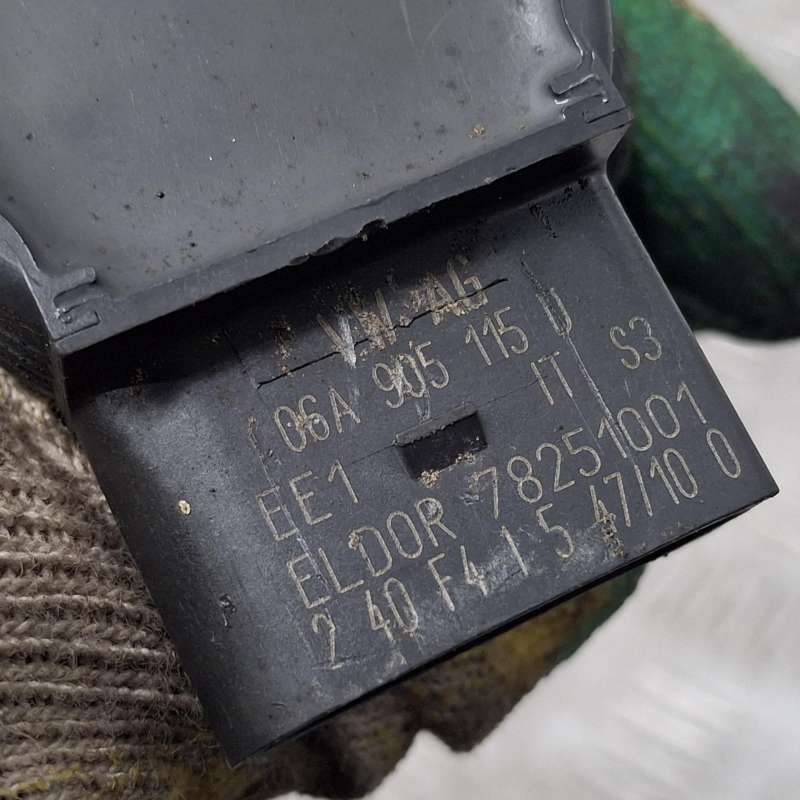 VW AG
06A 905 115 D
IT S3
EE1
ELDOR 78251001
2 40 F4 1 5 47/10 0